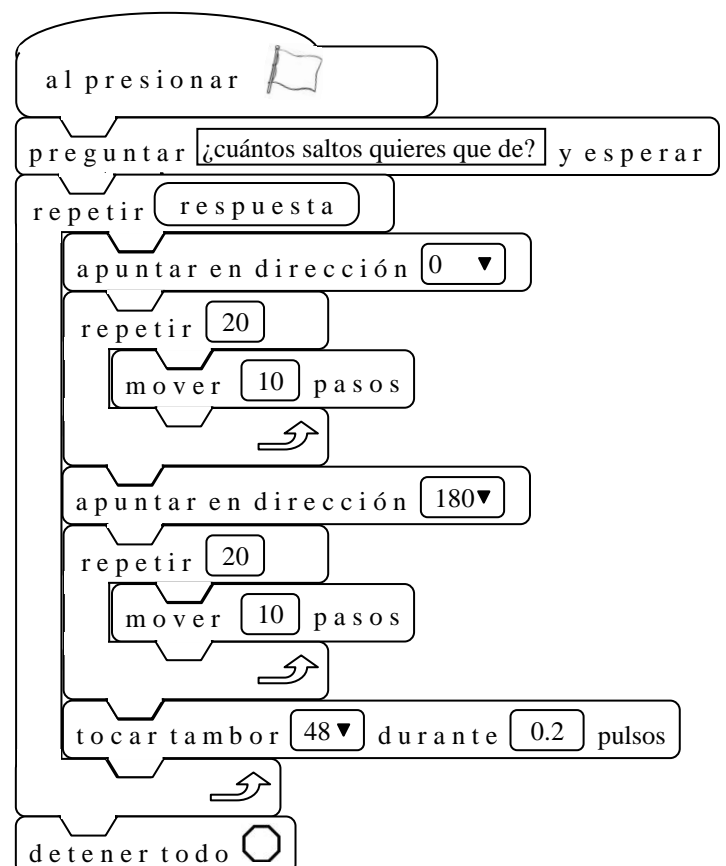 al presionar
preguntar ¿cuántos saltos quieres que de? y esperar
repetir respuesta
apuntar en dirección 0
repetir 20
mover 10 pasos
apuntar en dirección 180
repetir 20
mover 10 pasos
tocar tambor 48 durante 0.2 pulsos
detener todo